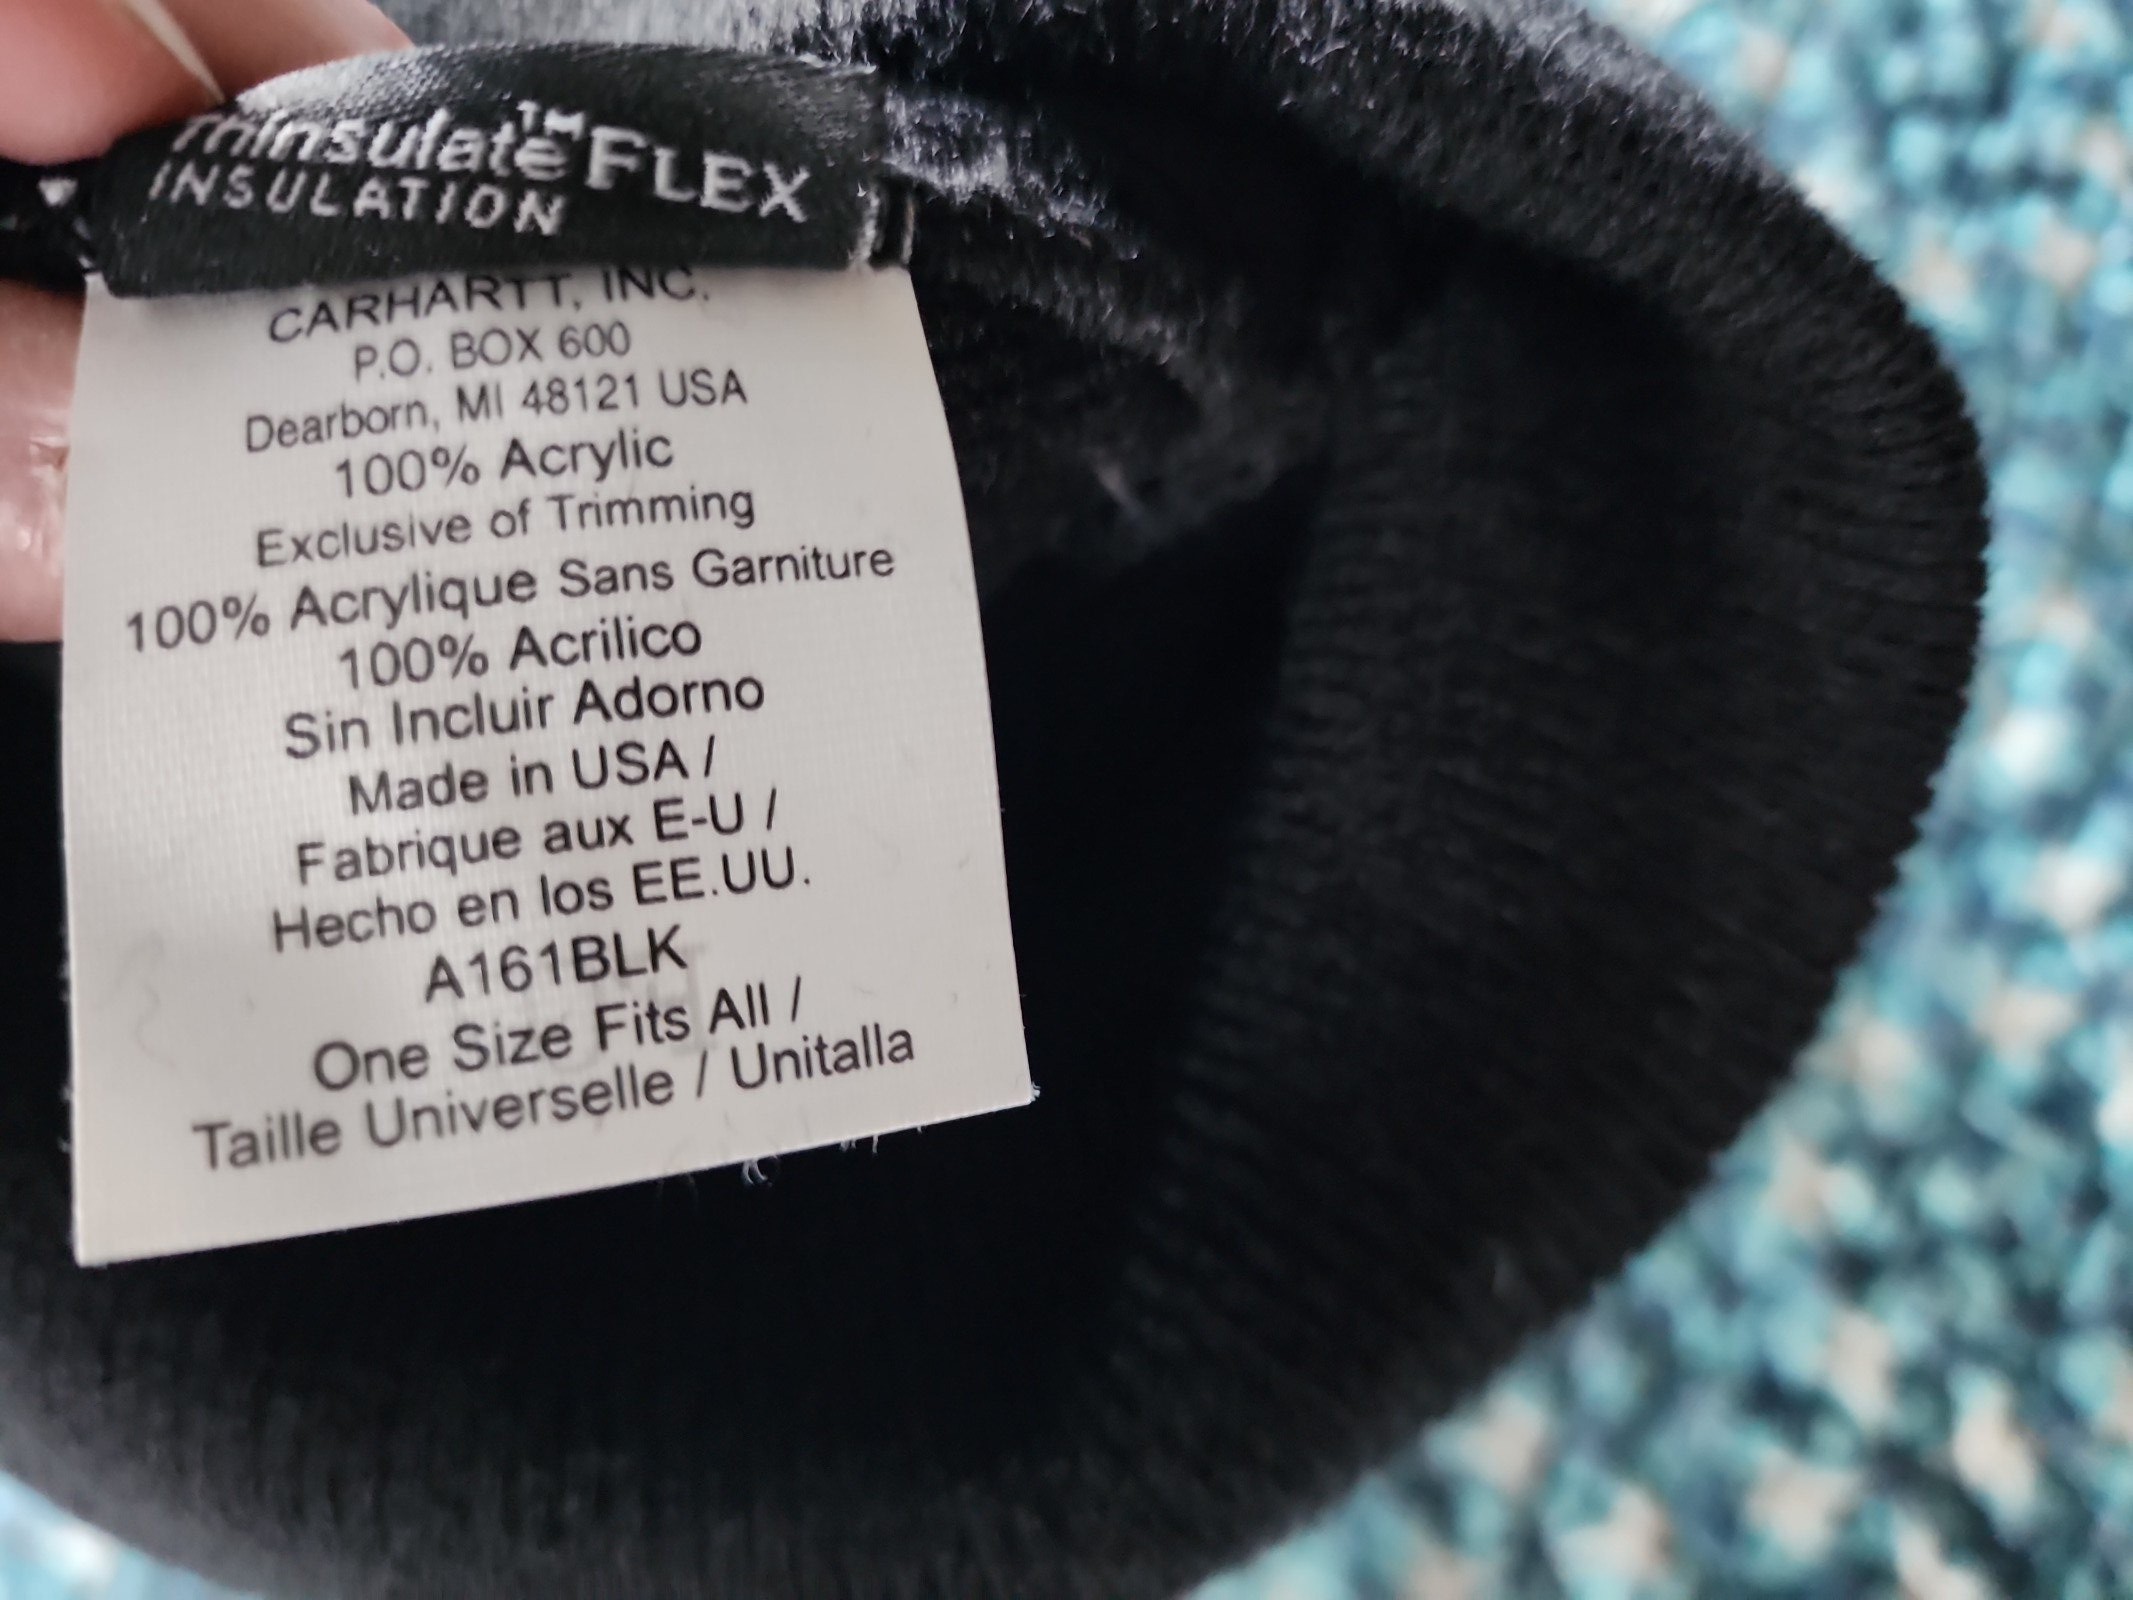 Thinsulate™ FLEX
INSULATION
CARHARTT, INC.
P.O. BOX 600
Dearborn, MI 48121 USA
100% Acrylic
Exclusive of Trimming
100% Acrylique Sans Garniture
100% Acrilico
Sin Incluir Adorno
Made in USA /
Fabrique aux E-U /
Hecho en los EE.UU.
A161BLK
One Size Fits All /
Taille Universelle / Unitalla